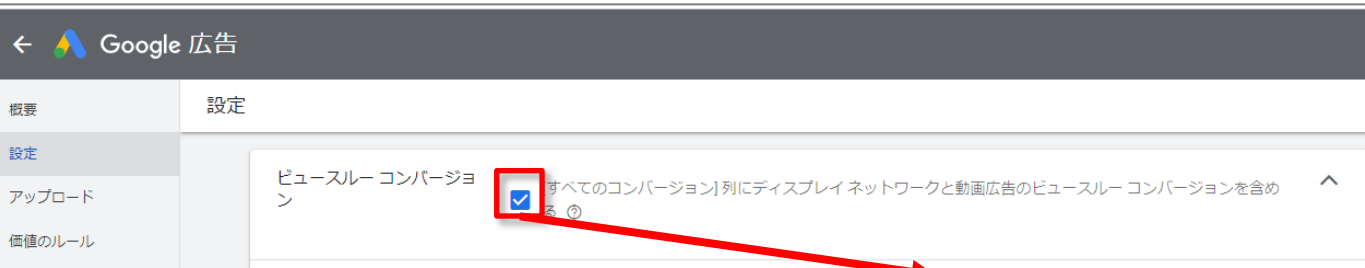 Google 広告
概要
設定
設定
アップロード
価値のルール
ビュースルー コンバージョ
ン
すべてのコンバージョン] 列にディスプレイ ネットワークと動画広告のビュースルー コンバージョンを含め
る